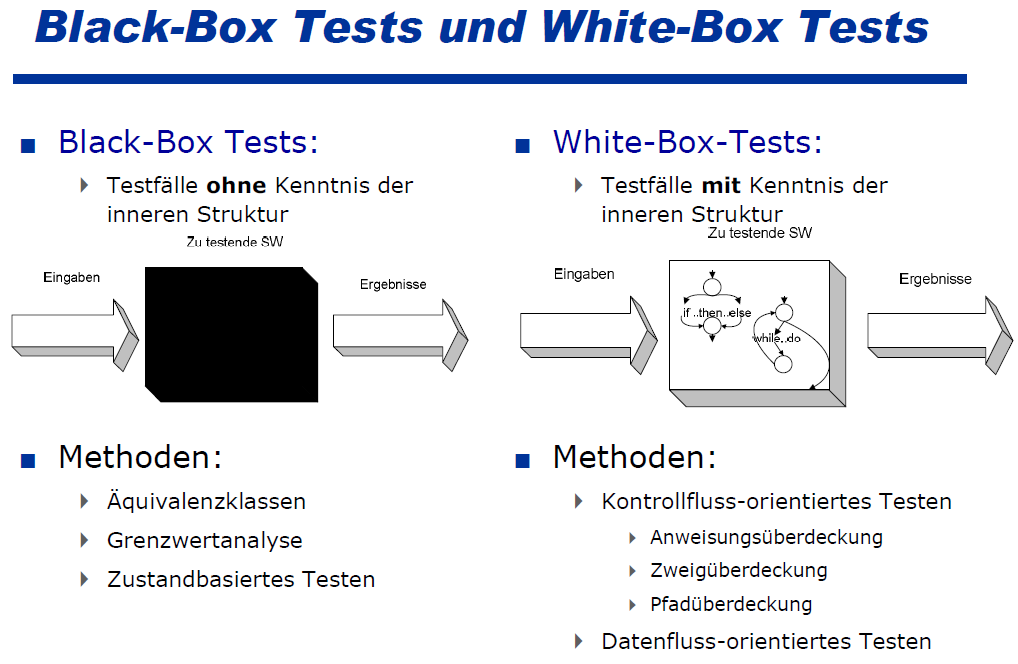 Black-Box Tests und White-Box Tests
Black-Box Tests:
Testfälle ohne Kenntnis der
inneren Struktur
Zu testende SW
Eingaben
Ergebnisse
Methoden:
Äquivalenzklassen
Grenzwertanalyse
Zustandbasiertes Testen
White-Box-Tests:
Testfälle mit Kenntnis der
inneren Struktur
Zu testende SW
Eingaben
if ..then..else
while..do
Ergebnisse
Methoden:
Kontrollfluss-orientiertes Testen
Anweisungsüberdeckung
Zweigüberdeckung
Pfadüberdeckung
Datenfluss-orientiertes Testen